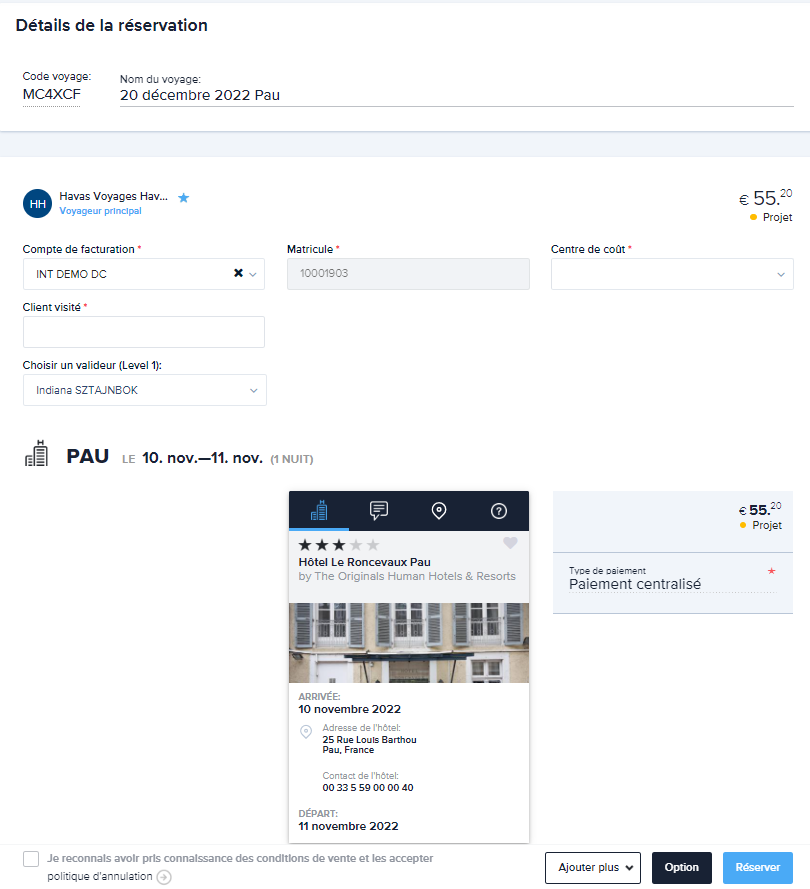 Détails de la réservation
Code voyage:
MC4XCF
Nom du voyage:
20 décembre 2022 Pau
HH
Havas Voyages Hav...
Voyageur principal
€ 55.20
Projet
Compte de facturation *
INT DEMO DC
Matricule *
10001903
Centre de coût *
Client visité *
Choisir un valideur (Level 1):
Indiana SZTAJNBOK
PAU LE 10. nov.—11. nov. (1 NUIT)
Hôtel Le Roncevaux Pau
by The Originals Human Hotels & Resorts
€ 55.20
Projet
Type de paiement *
Paiement centralisé
ARRIVÉE:
10 novembre 2022
Adresse de l'hôtel:
25 Rue Louis Barthou
Pau, France
Contact de l'hôtel:
00 33 5 59 00 00 40
DÉPART:
11 novembre 2022
Je reconnais avoir pris connaissance des conditions de vente et les accepter
politique d'annulation
Ajouter plus
Option
Réserver